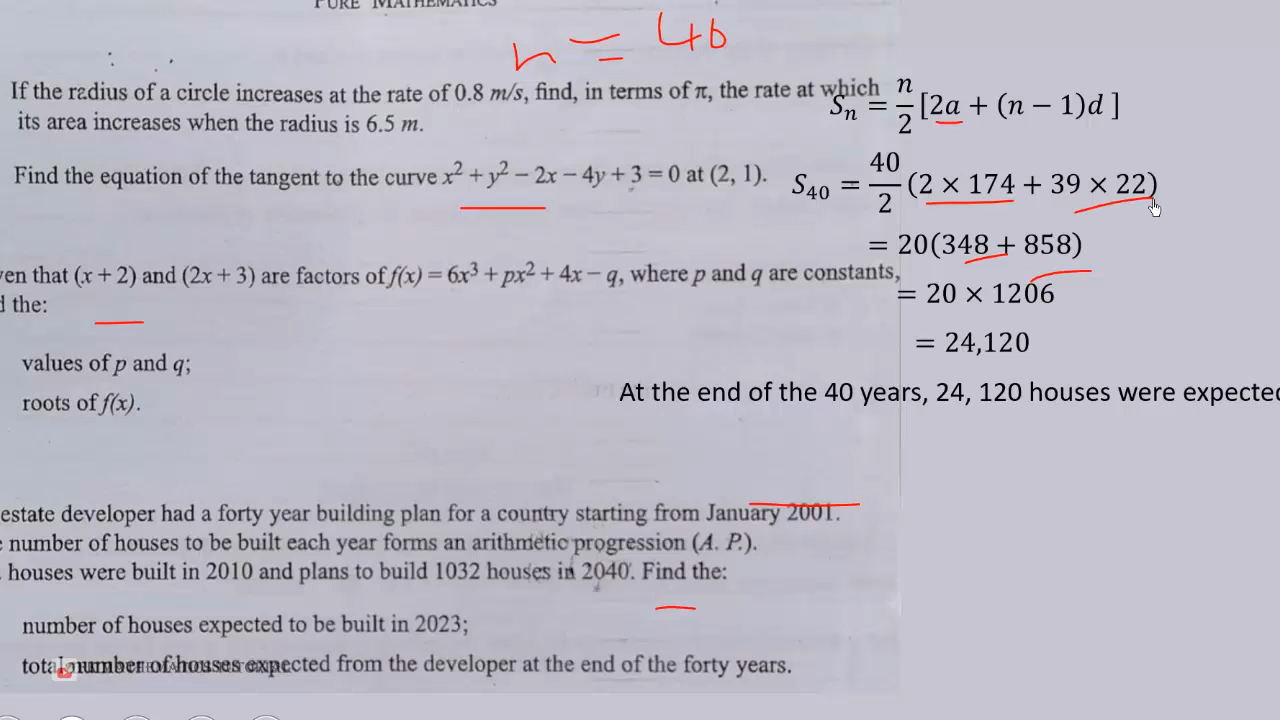 PURE MATHEMATICS
n = 40
If the radius of a circle increases at the rate of 0.8 m/s, find, in terms of π, the rate at which
its area increases when the radius is 6.5 m.
Find the equation of the tangent to the curve x² + y² − 2x − 4y + 3 = 0 at (2, 1).
ven that (x + 2) and (2x + 3) are factors of f(x) = 6x³ + px² + 4x − q, where p and q are constants,
d the:
values of p and q;
roots of f(x).
estate developer had a forty year building plan for a country starting from January 2001.
e number of houses to be built each year forms an arithmetic progression (A. P.).
houses were built in 2010 and plans to build 1032 houses in 2040. Find the:
number of houses expected to be built in 2023;
total number of houses expected from the developer at the end of the forty years.
Sₙ = n/2 [2a + (n − 1)d ]
S₄₀ = 40/2 (2 × 174 + 39 × 22)
= 20(348 + 858)
= 20 × 1206
= 24,120
At the end of the 40 years, 24, 120 houses were expected